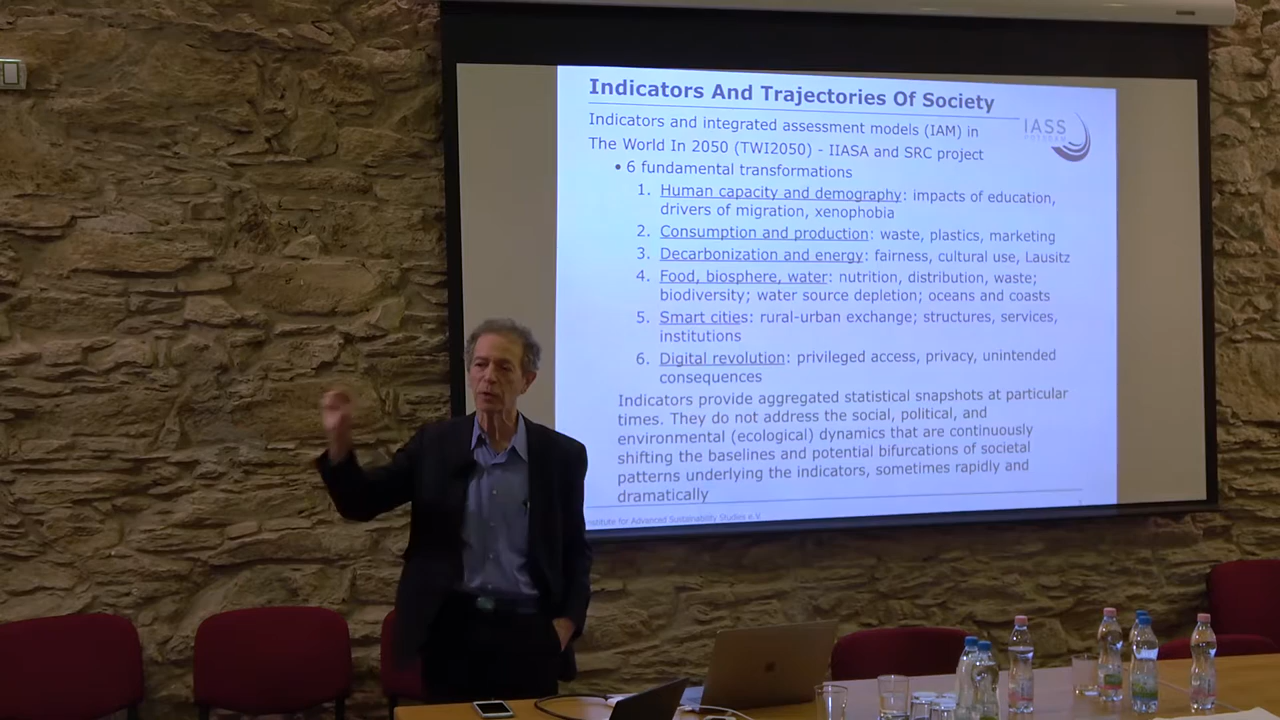 Indicators And Trajectories Of Society
IASS
POTSDAM
Indicators and integrated assessment models (IAM) in
The World In 2050 (TWI2050) - IIASA and SRC project
• 6 fundamental transformations
1. Human capacity and demography: impacts of education,
drivers of migration, xenophobia
2. Consumption and production: waste, plastics, marketing
3. Decarbonization and energy: fairness, cultural use, Lausitz
4. Food, biosphere, water: nutrition, distribution, waste;
biodiversity; water source depletion; oceans and coasts
5. Smart cities: rural-urban exchange; structures, services,
institutions
6. Digital revolution: privileged access, privacy, unintended
consequences
Indicators provide aggregated statistical snapshots at particular
times. They do not address the social, political, and
environmental (ecological) dynamics that are continuously
shifting the baselines and potential bifurcations of societal
patterns underlying the indicators, sometimes rapidly and
dramatically
nstitute for Advanced Sustainability Studies e.V.